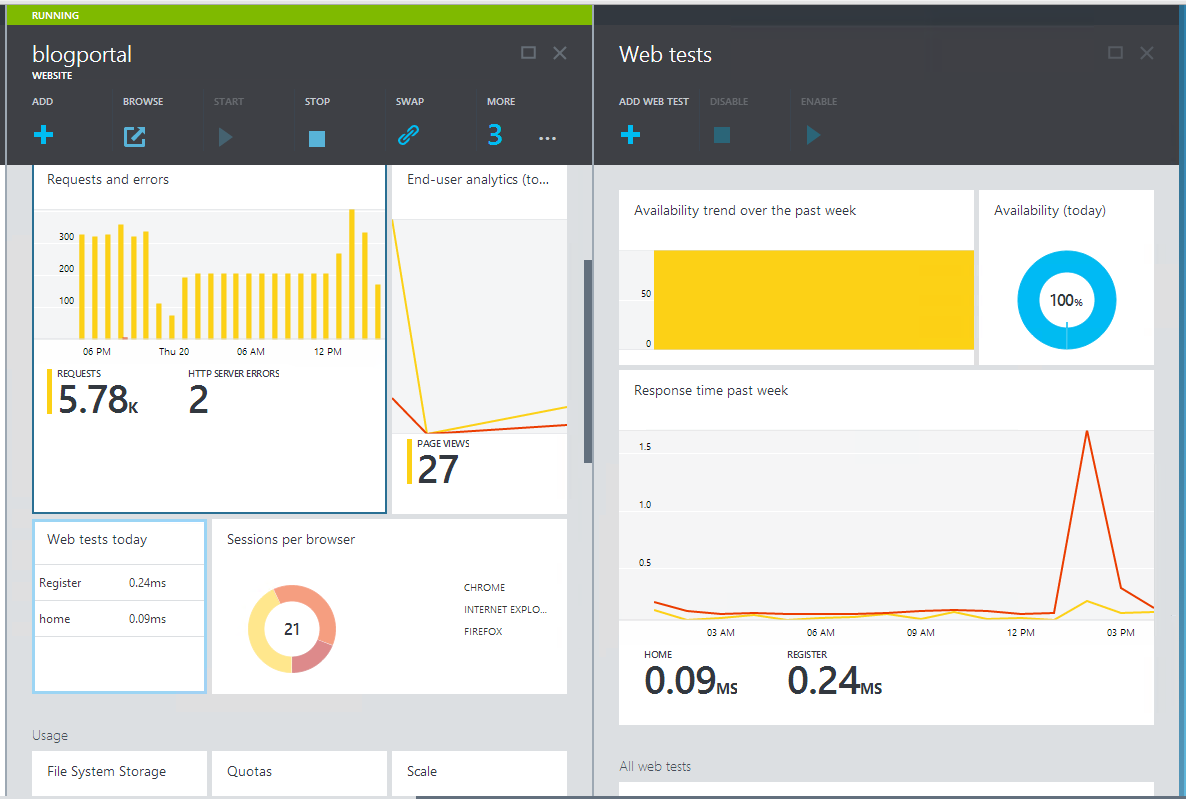 RUNNING
blogportal
WEBSITE
ADD BROWSE START STOP SWAP MORE
3 ...
Requests and errors
300
200
100
06 PM Thu 20 06 AM 12 PM
REQUESTS
5.78K
HTTP SERVER ERRORS
2
End-user analytics (to...
PAGE VIEWS
27
Web tests today
Register 0.24ms
home 0.09ms
Sessions per browser
21
CHROME
INTERNET EXPLO...
FIREFOX
Usage
File System Storage
Quotas
Scale
Web tests
ADD WEB TEST DISABLE ENABLE
Availability trend over the past week
50
0
Availability (today)
100%
Response time past week
1.5
1.0
0.5
03 AM 06 AM 09 AM 12 PM 03 PM
HOME
0.09MS
REGISTER
0.24MS
All web tests